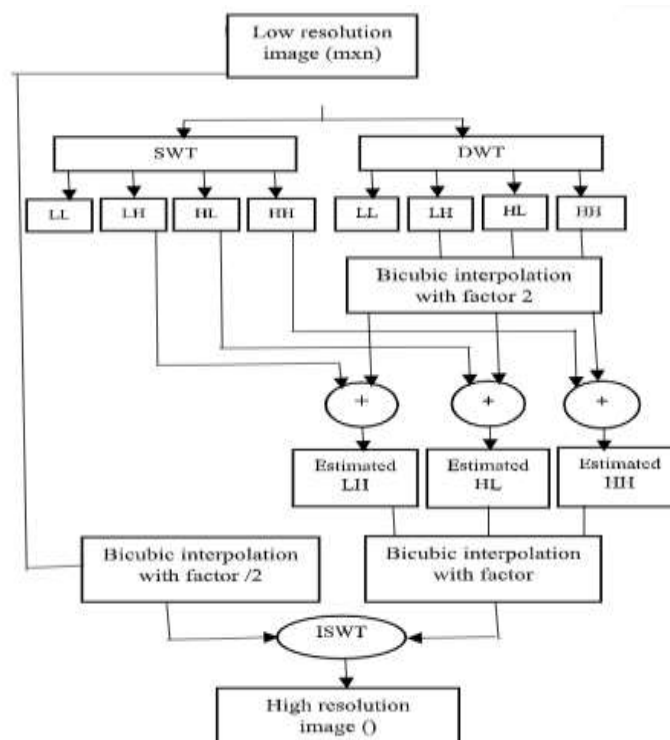 Low resolution
image (mxn)
SWT
DWT
LL
LH
HL
HH
LL
LH
HL
HH
Bicubic interpolation
with factor 2
+
+
+
Estimated
LH
Estimated
HL
Estimated
HH
Bicubic interpolation
with factor /2
Bicubic interpolation
with factor
ISWT
High resolution
image ()